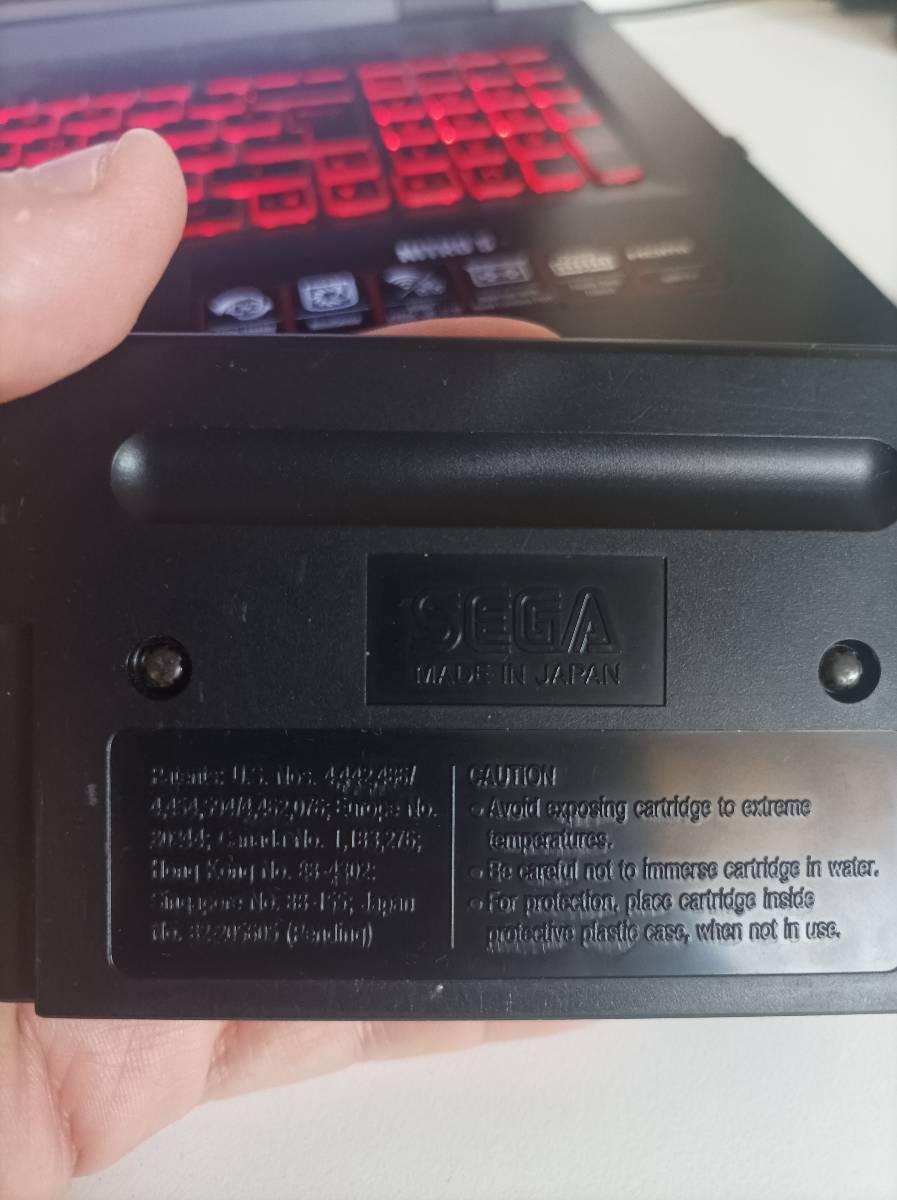 NITRO 5
SEGA
MADE IN JAPAN
Patents: U.S. Nos. 4,442,486/
4,454,594/4,462,076; Europe No.
80244; Canada No. 1,183,276;
Hong Kong No. 88-4302;
Singapore No. 88-155; Japan
No. 82-205605 (Pending)
CAUTION
• Avoid exposing cartridge to extreme
temperatures.
• Be careful not to immerse cartridge in water.
• For protection, place cartridge inside
protective plastic case, when not in use.